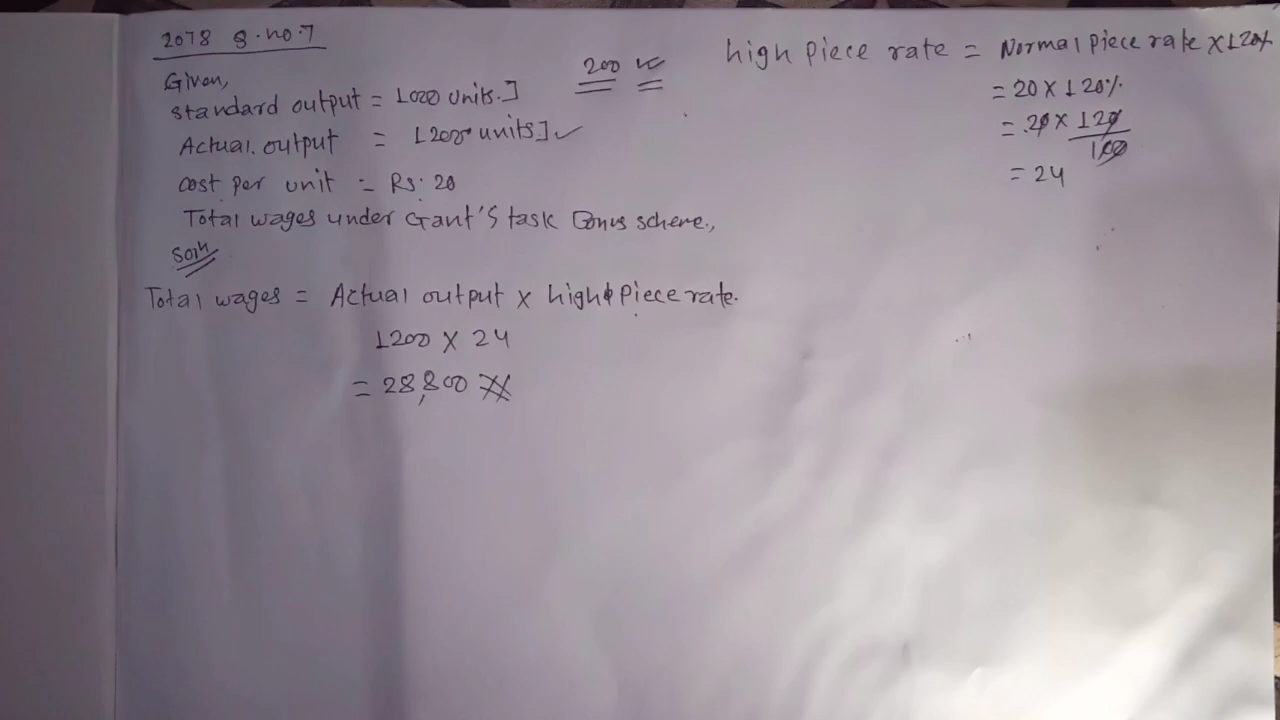 2078 Q.no.7
Given,
Standard output = 1000 units.]
200
Actual output = 1200 units]
Cost per unit = Rs. 20
Total wages under Gant's task Bonus scheme.,
Soln
Total wages = Actual output x high piece rate.
1200 x 24
= 28,800
high piece rate = Normal piece rate x 120%
= 20 x 120%
= 20 x 120
100
= 24